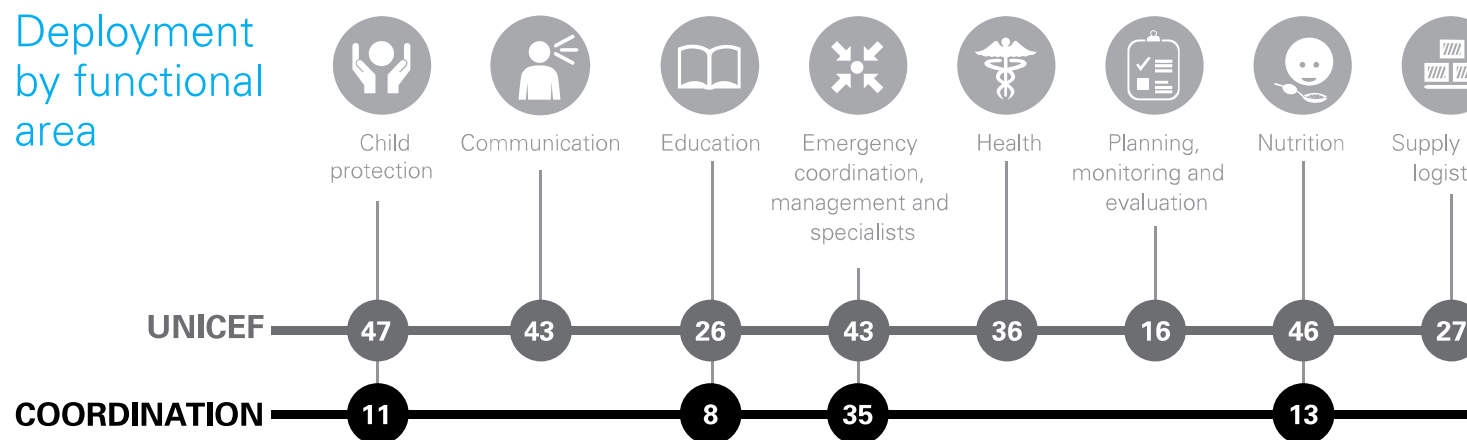 Deployment
by functional
area
Child
protection
Communication
Education
Emergency
coordination,
management and
specialists
Health
Planning,
monitoring and
evaluation
Nutrition
Supply
UNICEF 47 43 26 43 36 16 46 27
COORDINATION 11 8 35 13